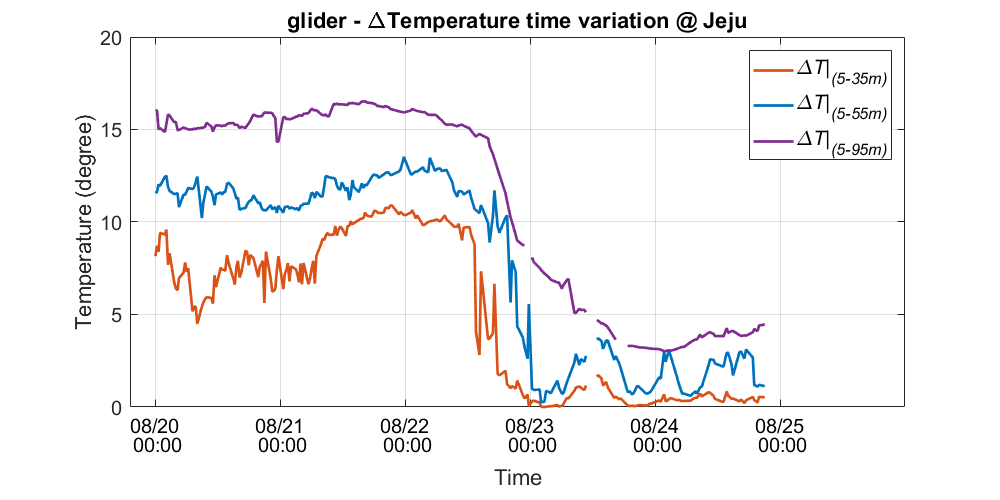 glider - ΔTemperature time variation @ Jeju
20
15
10
5
0
Temperature (degree)
ΔT|(5-35m)
ΔT|(5-55m)
ΔT|(5-95m)
08/20 08/21 08/22 08/23 08/24 08/25
00:00 00:00 00:00 00:00 00:00 00:00
Time